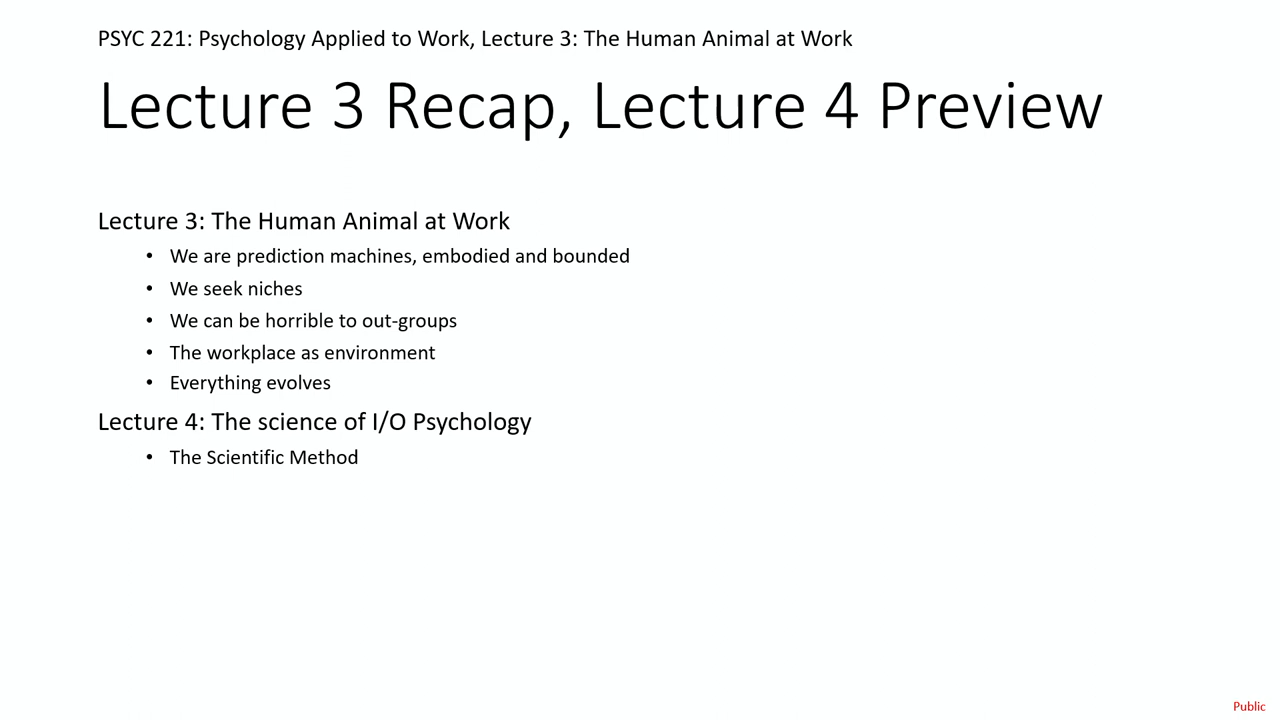 PSYC 221: Psychology Applied to Work, Lecture 3: The Human Animal at Work
Lecture 3 Recap, Lecture 4 Preview
Lecture 3: The Human Animal at Work
• We are prediction machines, embodied and bounded
• We seek niches
• We can be horrible to out-groups
• The workplace as environment
• Everything evolves
Lecture 4: The science of I/O Psychology
• The Scientific Method
Public